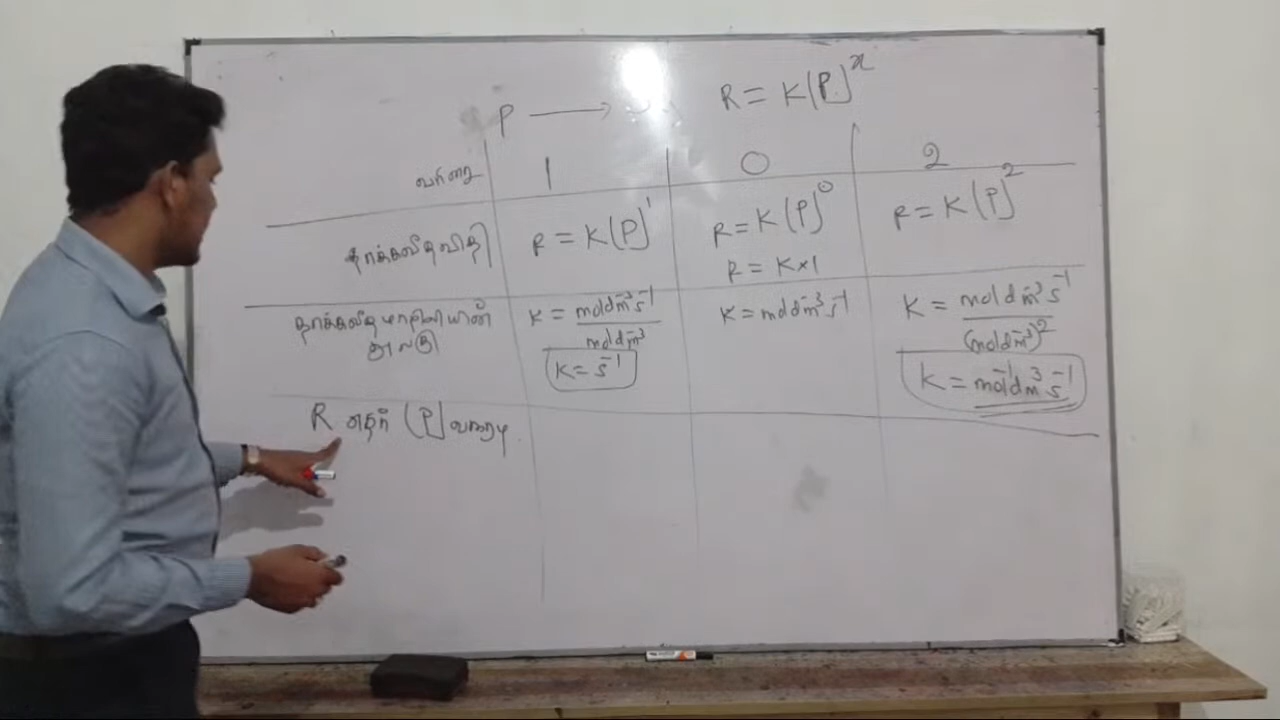 P ⟶ R = K[P]ˣ
வரிசை 1 0 2
தாக்கவீதவிதி R = K[P]¹ R = K[P]⁰ R = K[P]²
R = K×1
தாக்கவீத மாறிலியின் அலகு K = moldm⁻³s⁻¹ / moldm⁻³ K = moldm⁻³s⁻¹ K = moldm⁻³s⁻¹ / (moldm⁻³)²
K = s⁻¹ K = mol⁻¹dm³s⁻¹
R எதிர் [P] வரைபு